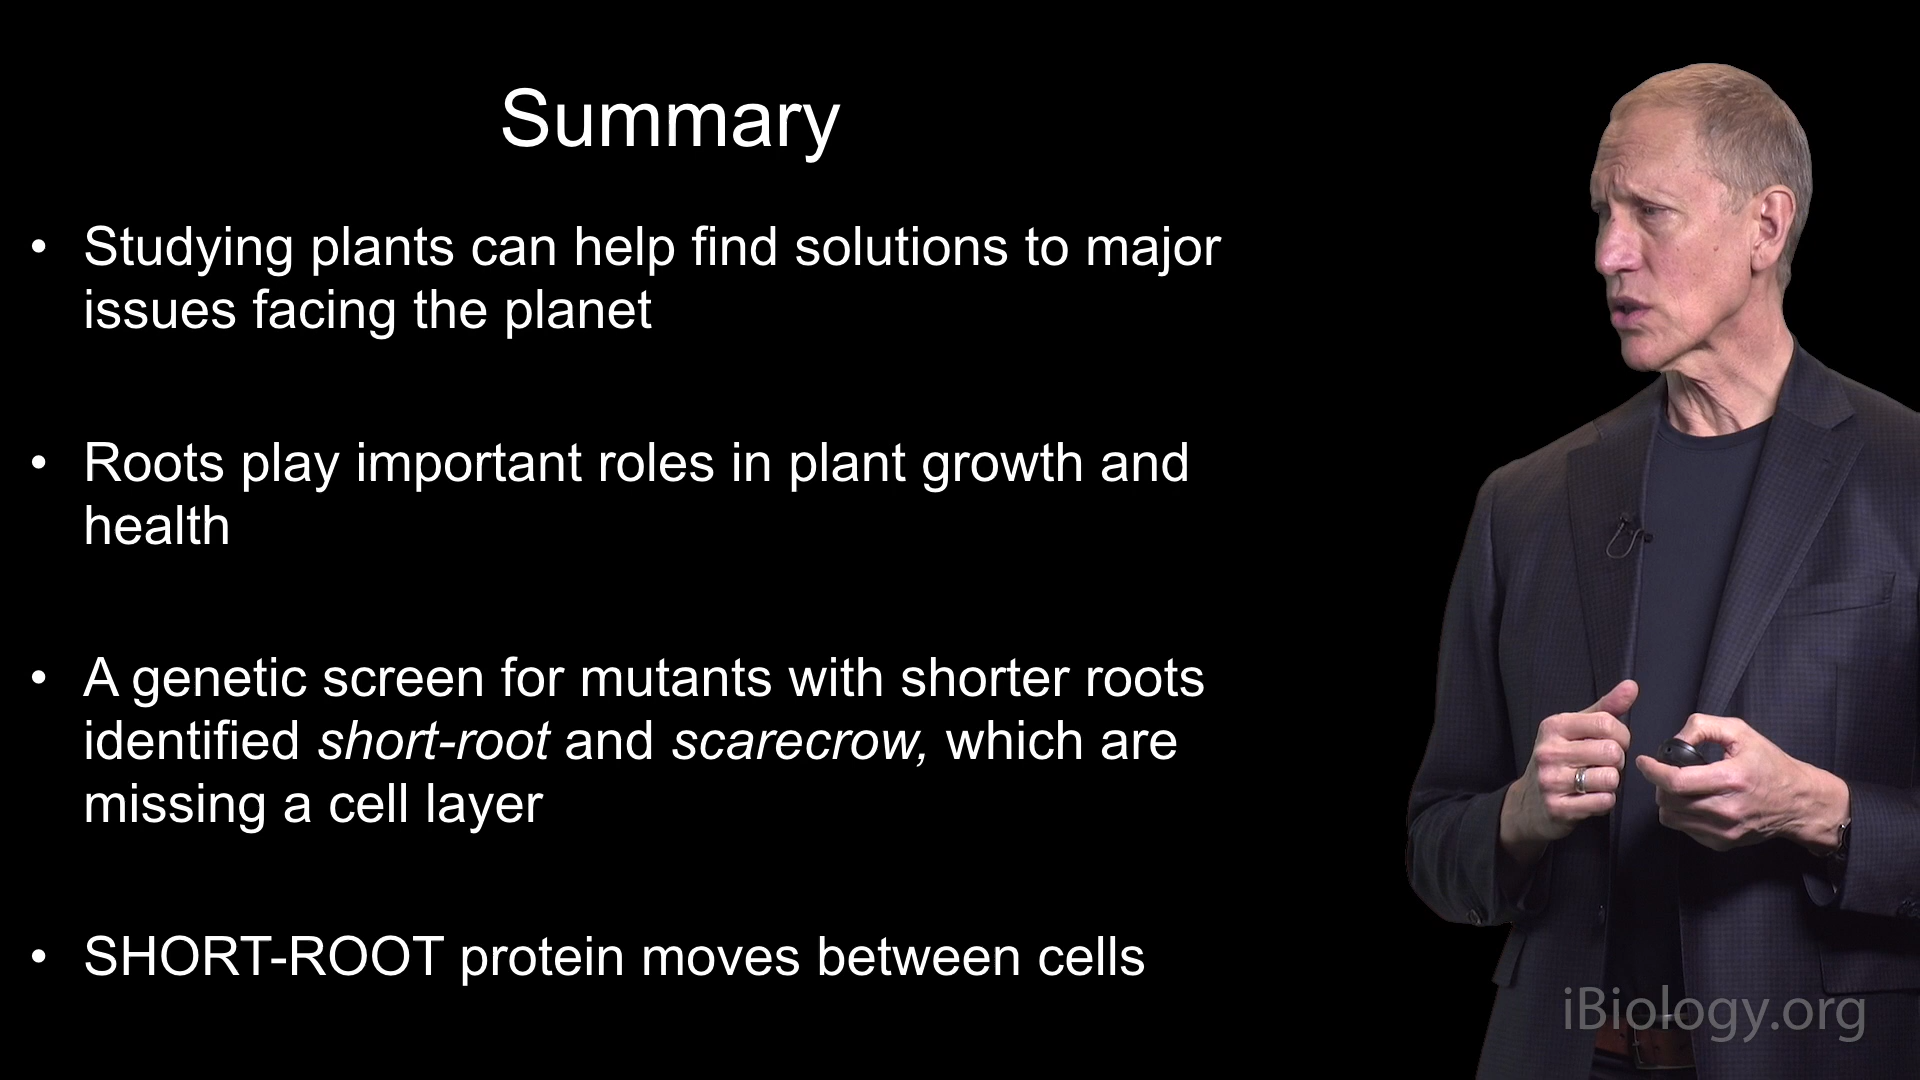 Summary
• Studying plants can help find solutions to major
issues facing the planet
• Roots play important roles in plant growth and
health
• A genetic screen for mutants with shorter roots
identified short-root and scarecrow, which are
missing a cell layer
• SHORT-ROOT protein moves between cells
iBiology.org